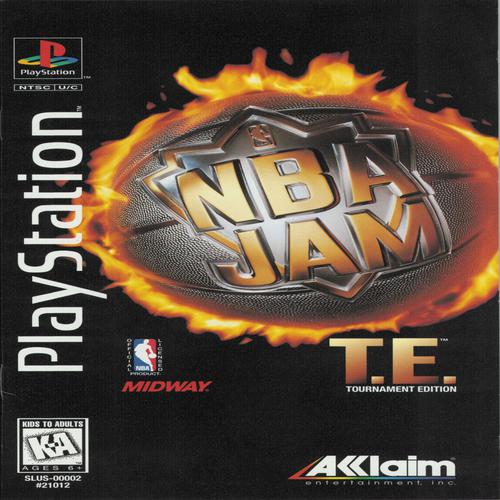 PlayStation
NTSC U/C
PlayStation
NBA
JAM
T.E.™
TOURNAMENT EDITION
OFFICIAL LICENSED
NBA
PRODUCT
MIDWAY
KIDS TO ADULTS
K-A
AGES 6+
SLUS-00002
#21012
AKklaim
entertainment, inc.